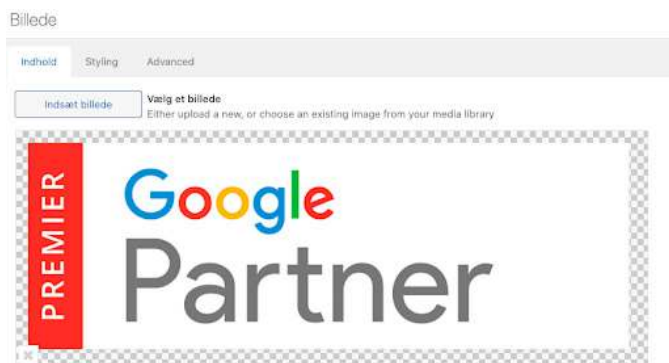 Billede
Indhold Styling Advanced
Indsæt billede
Vælg et billede
Either upload a new, or choose an existing image from your media library
PREMIER
Google
Partner